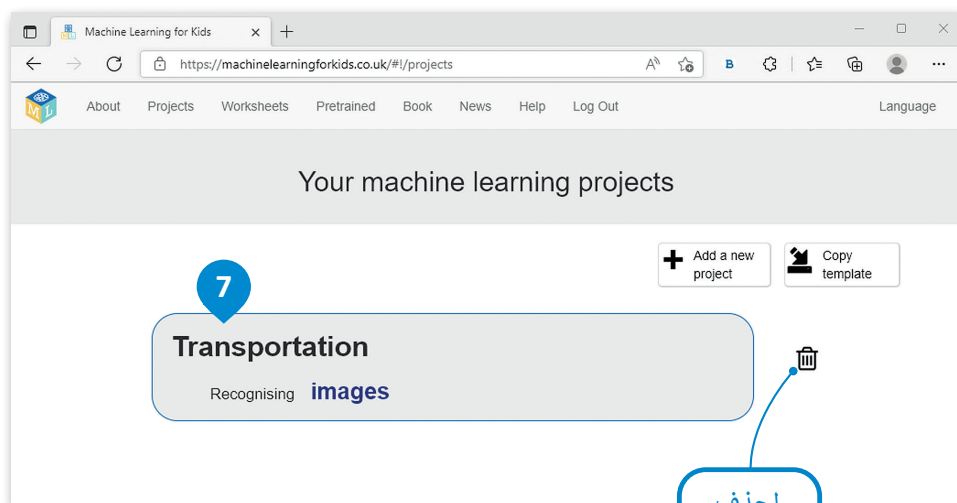 Machine Learning for Kids
https://machinelearningforkids.co.uk/#!/projects
B
ML
About Projects Worksheets Pretrained Book News Help Log Out Language
Your machine learning projects
Add a new
project
Copy
template
7
Transportation
Recognising images